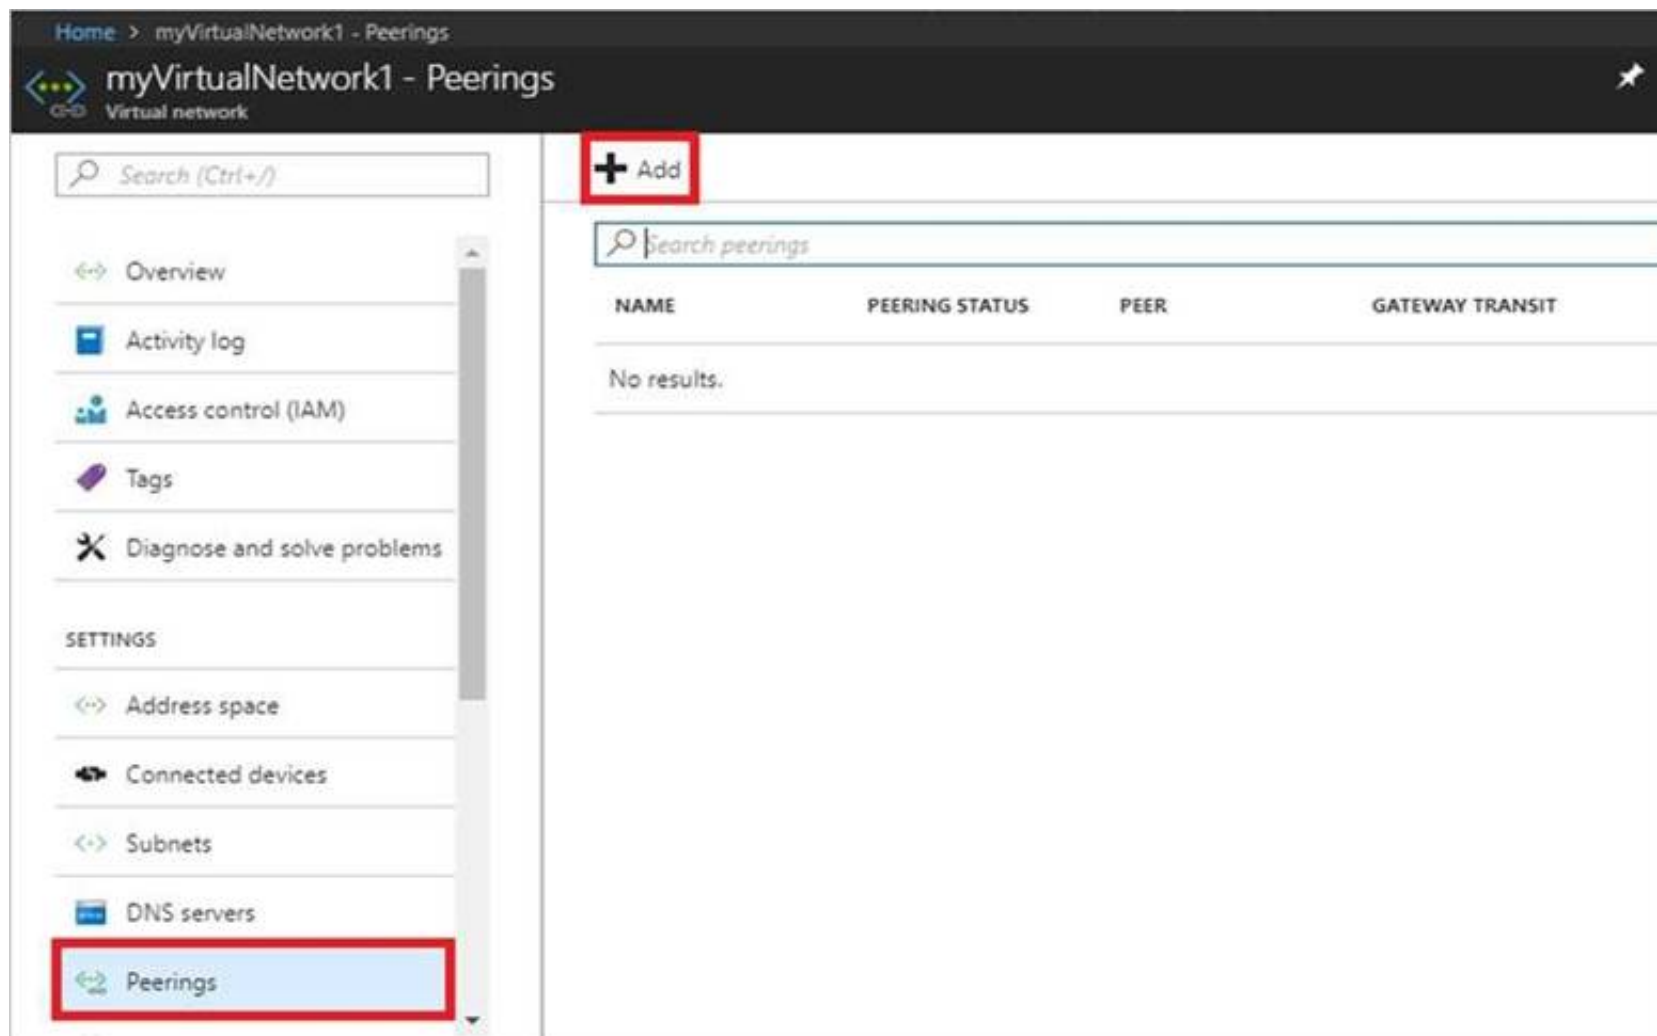 Home > myVirtualNetwork1 - Peerings
myVirtualNetwork1 - Peerings
Virtual network
Search (Ctrl+/)
Overview
Activity log
Access control (IAM)
Tags
Diagnose and solve problems
SETTINGS
Address space
Connected devices
Subnets
DNS servers
Peerings
Add
Search peerings
NAME PEERING STATUS PEER GATEWAY TRANSIT
No results.